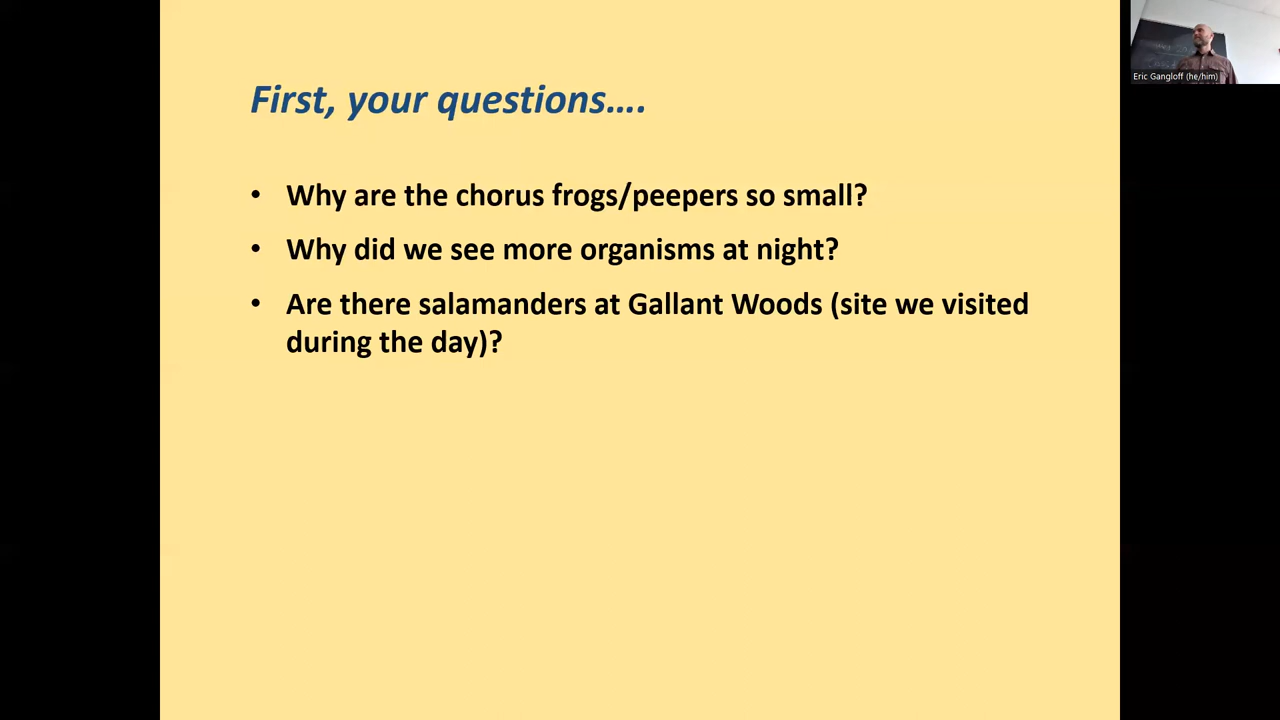 Eric Gangloff (he/him)
First, your questions….
• Why are the chorus frogs/peepers so small?
• Why did we see more organisms at night?
• Are there salamanders at Gallant Woods (site we visited
during the day)?